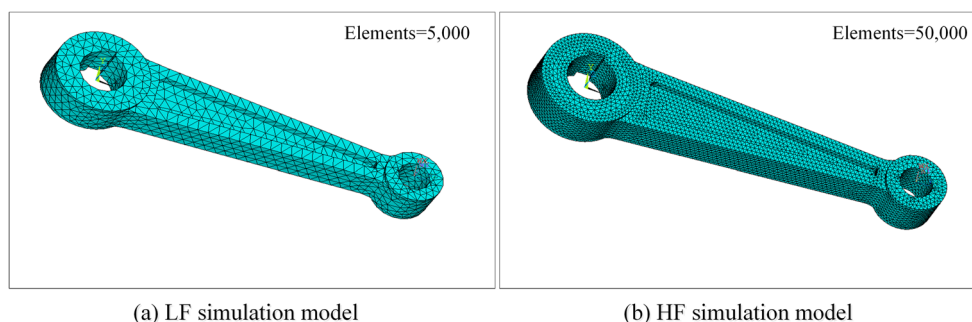 Elements=5,000
Elements=50,000
(a) LF simulation model
(b) HF simulation model